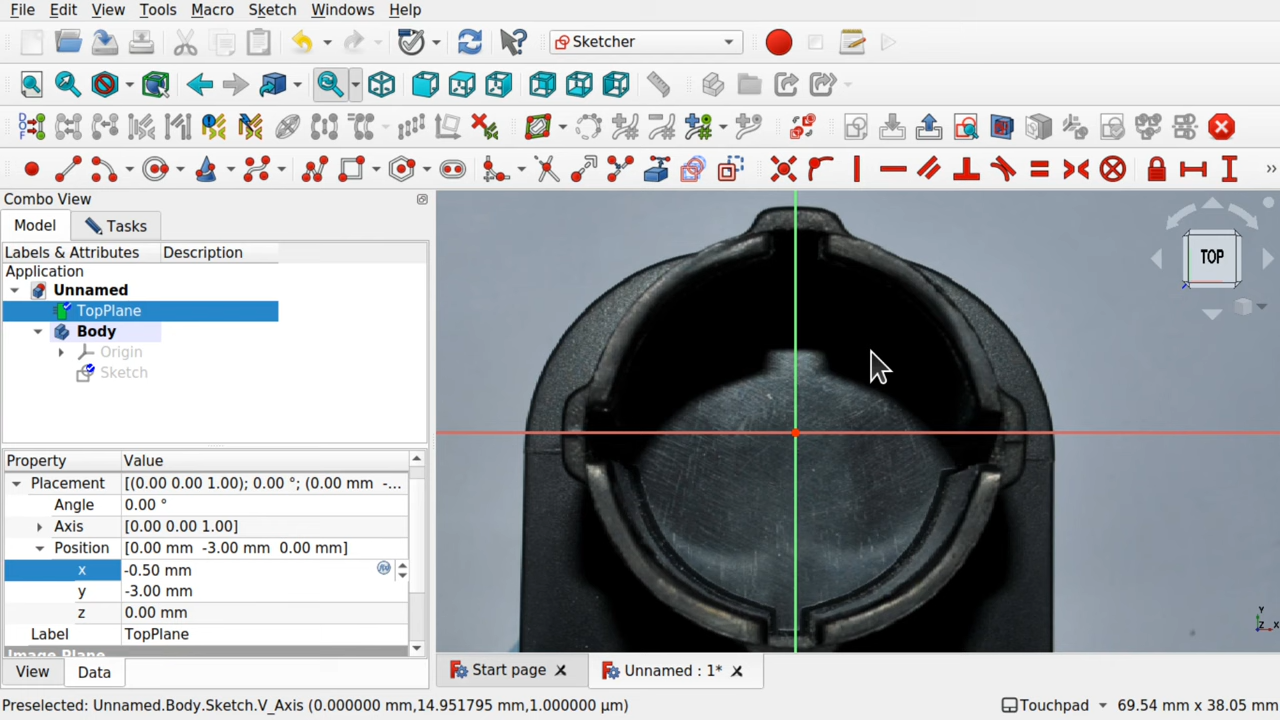 File Edit View Tools Macro Sketch Windows Help
Sketcher
Combo View
Model Tasks
Labels & Attributes Description
Application
Unnamed
TopPlane
Body
Origin
Sketch
TOP
Property Value
Placement [(0.00 0.00 1.00); 0.00 °; (0.00 mm -...
Angle 0.00 °
Axis [0.00 0.00 1.00]
Position [0.00 mm -3.00 mm 0.00 mm]
x -0.50 mm
y -3.00 mm
z 0.00 mm
Label TopPlane
Y
Z X
View Data
Start page Unnamed : 1*
Preselected: Unnamed.Body.Sketch.V_Axis (0.000000 mm,14.951795 mm,1.000000 μm) Touchpad 69.54 mm x 38.05 mm